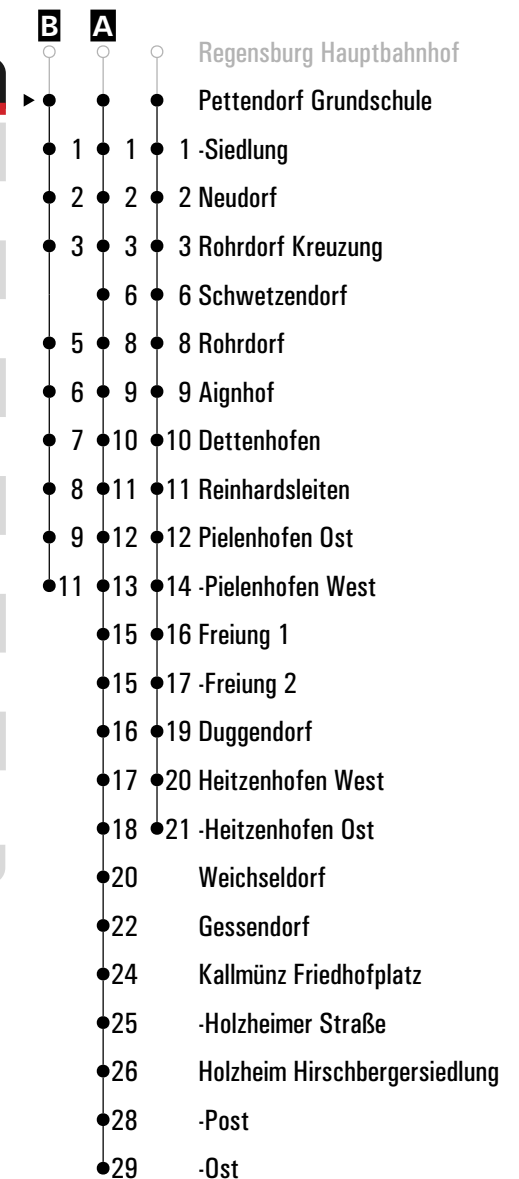 B A
Regensburg Hauptbahnhof
Pettendorf Grundschule
1 1 1 -Siedlung
2 2 2 Neudorf
3 3 3 Rohrdorf Kreuzung
6 6 Schwetzendorf
5 8 8 Rohrdorf
6 9 9 Aignhof
7 10 10 Dettenhofen
8 11 11 Reinhardsleiten
9 12 12 Pielenhofen Ost
11 13 14 -Pielenhofen West
15 16 Freiung 1
15 17 -Freiung 2
16 19 Duggendorf
17 20 Heitzenhofen West
18 21 -Heitzenhofen Ost
20 Weichseldorf
22 Gessendorf
24 Kallmünz Friedhofplatz
25 -Holzheimer Straße
26 Holzheim Hirschbergersiedlung
28 -Post
29 -Ost